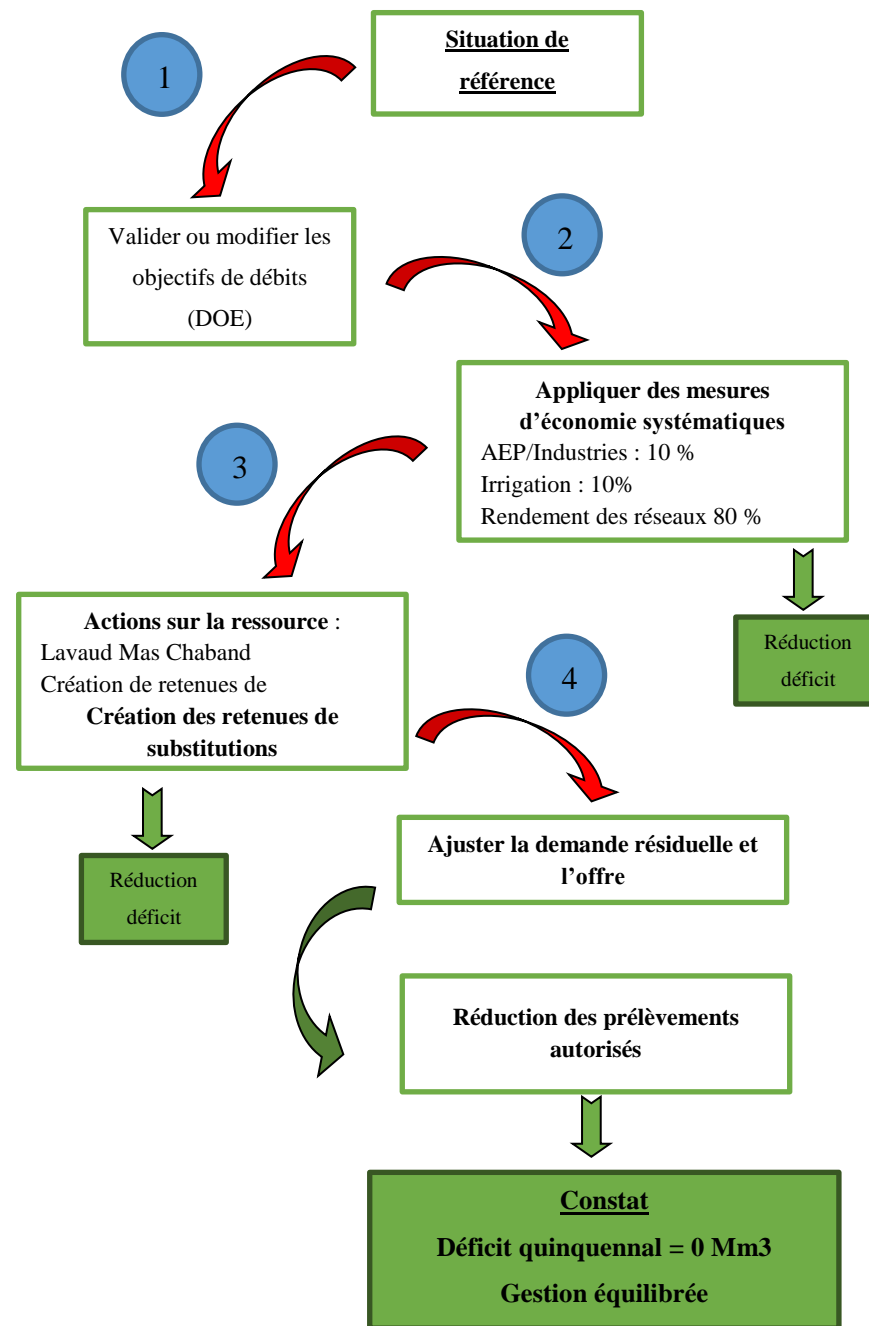 1
Situation de
référence
Valider ou modifier les
objectifs de débits
(DOE)
2
Appliquer des mesures
d’économie systématiques
AEP/Industries : 10 %
Irrigation : 10%
Rendement des réseaux 80 %
Réduction
déficit
3
Actions sur la ressource :
Lavaud Mas Chaband
Création de retenues de
Création des retenues de
substitutions
Réduction
déficit
4
Ajuster la demande résiduelle et
l’offre
Réduction des prélèvements
autorisés
Constat
Déficit quinquennal = 0 Mm3
Gestion équilibrée